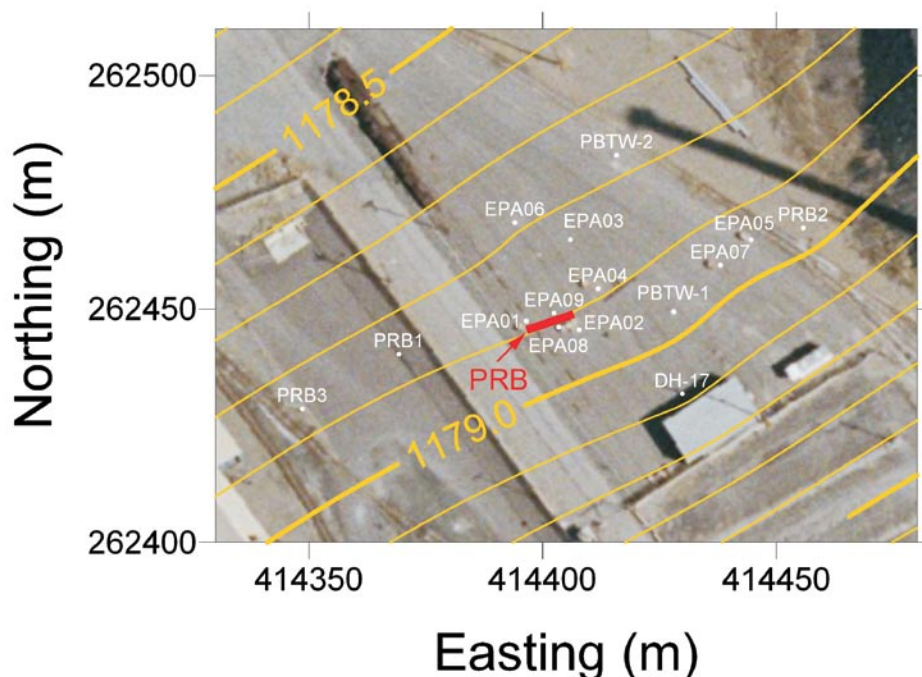 262500
1178.5
PBTW-2
EPA06
EPA03
EPA05
PRB2
EPA07
EPA04
EPA09
PBTW-1
262450
EPA01
EPA02
EPA08
PRB1
PRB
DH-17
PRB3
1179.0
262400
414350
414400
414450
Northing (m)
Easting (m)